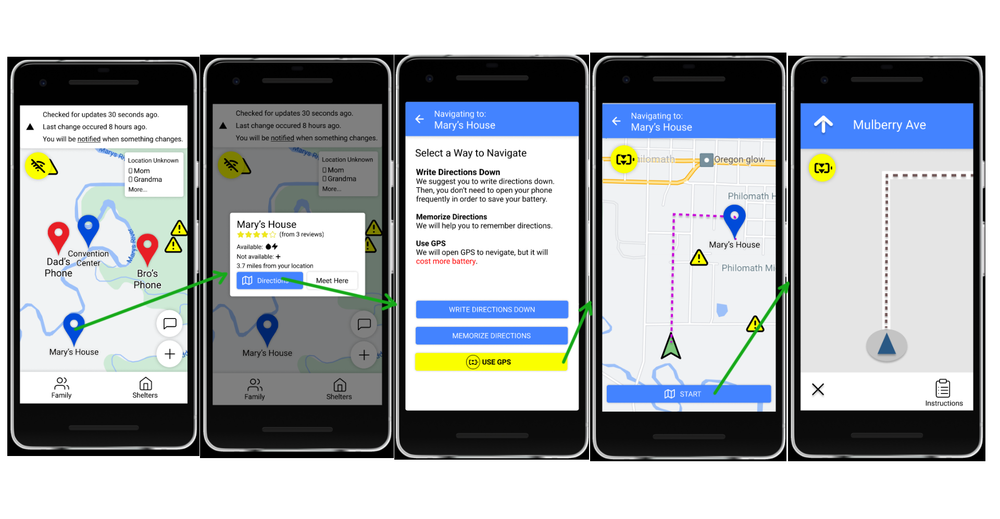 Checked for updates 30 seconds ago.
Last change occured 8 hours ago.
You will be notified when something changes.
Marys Ri
Location Unknown
Mom
Grandma
More...
Marys River
Dad's
Phone
Convention
Center
Bro's
Phone
Mary's House
Family
Shelters
Checked for updates 30 seconds ago.
Last change occured 8 hours ago.
You will be notified when something changes.
Marys Ri
Location Unknown
Mom
Grandma
More...
Mary's House
(from 3 reviews)
Available:
Not available:
3.7 miles from your location
Directions
Meet Here
Mary's House
Family
Shelters
Navigating to:
Mary's House
Select a Way to Navigate
Write Directions Down
We suggest you to write directions down.
Then, you don't need to open your phone
frequently in order to save your battery.
Memorize Directions
We will help you to remember directions.
Use GPS
We will open GPS to nevigate, but it will
cost more battery.
WRITE DIRECTIONS DOWN
MEMORIZE DIRECTIONS
USE GPS
Navigating to:
Mary's House
ilomath
Oregon glow
Philomath H
Mary's House
Philomath Mi
START
Mulberry Ave
Instructions